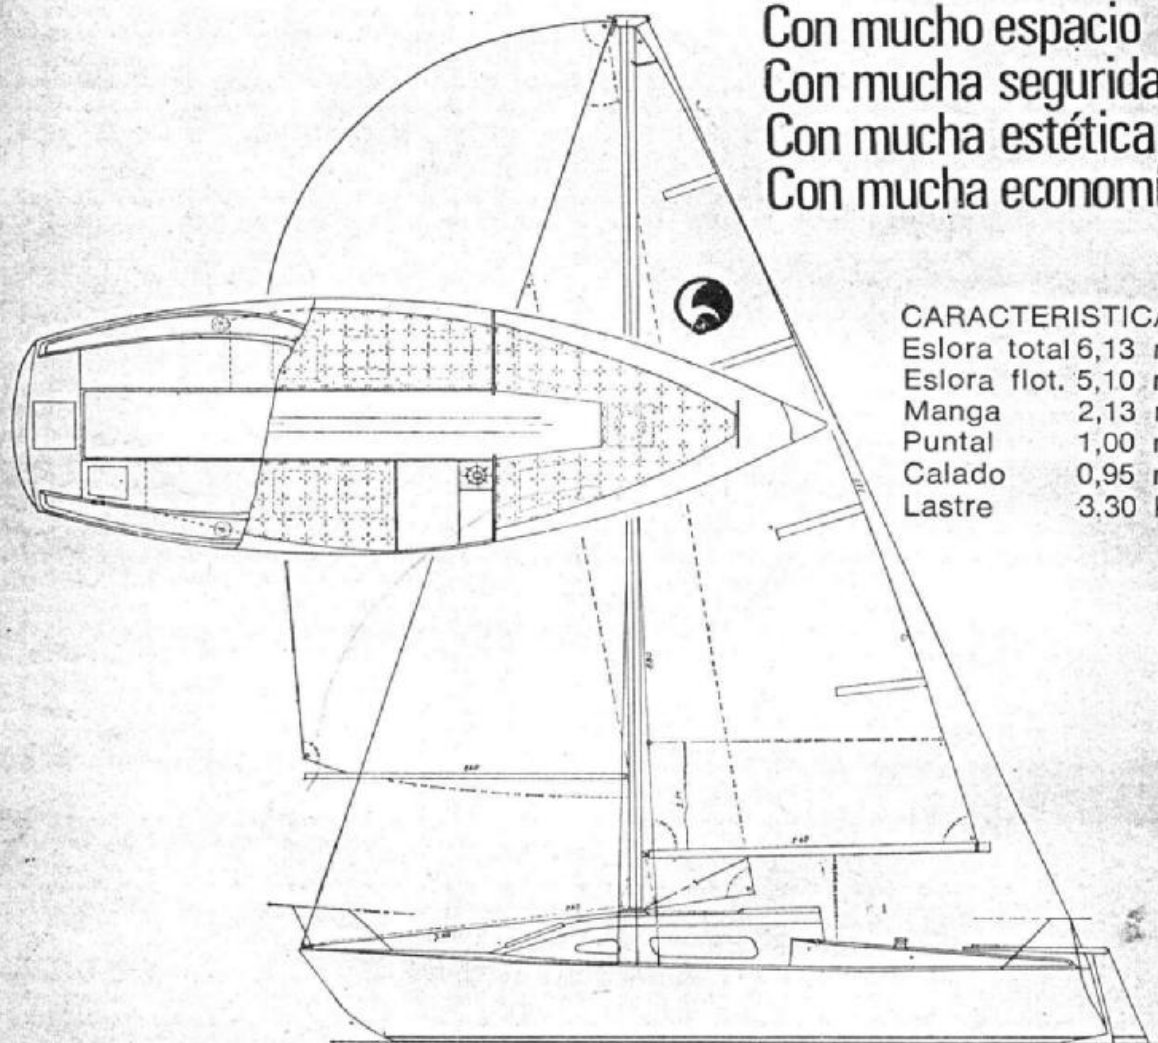 Con mucho espacio
Con mucha segurida
Con mucha estética
Con mucha economí
CARACTERISTICA
Eslora total 6,13 m
Eslora flot. 5,10 m
Manga 2,13 m
Puntal 1,00 m
Calado 0,95 m
Lastre 3.30 k